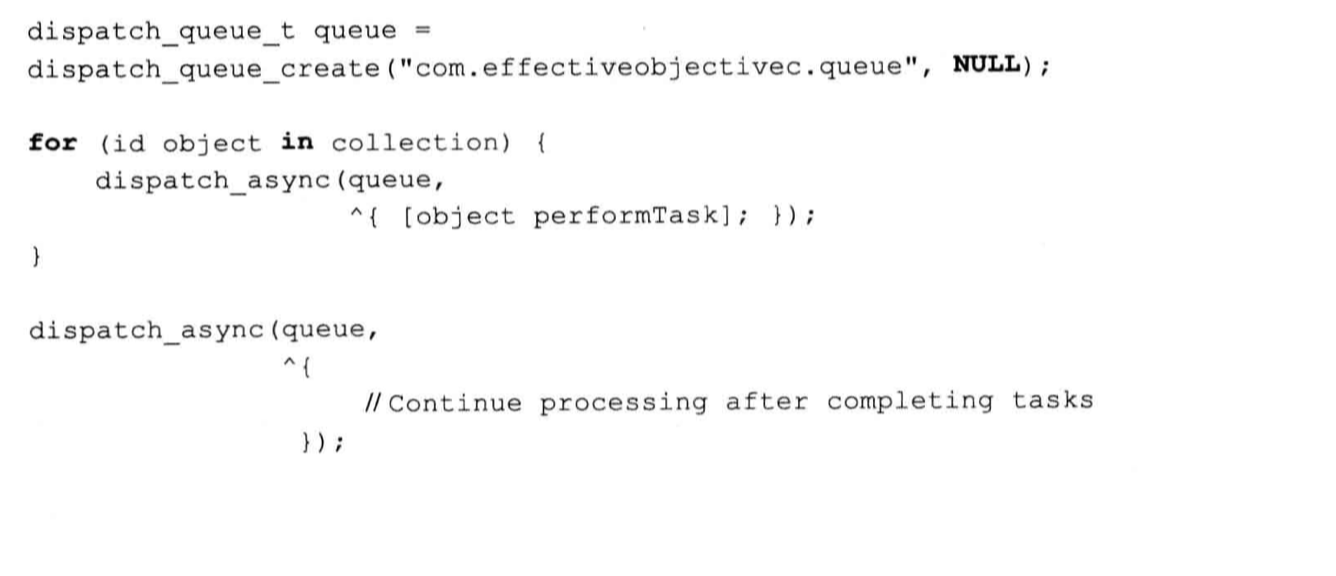 dispatch_queue_t queue =
dispatch_queue_create("com.effectiveobjectivec.queue", NULL);
for (id object in collection) {
dispatch_async(queue,
^{ [object performTask]; });
}
dispatch_async(queue,
^{
// Continue processing after completing tasks
});